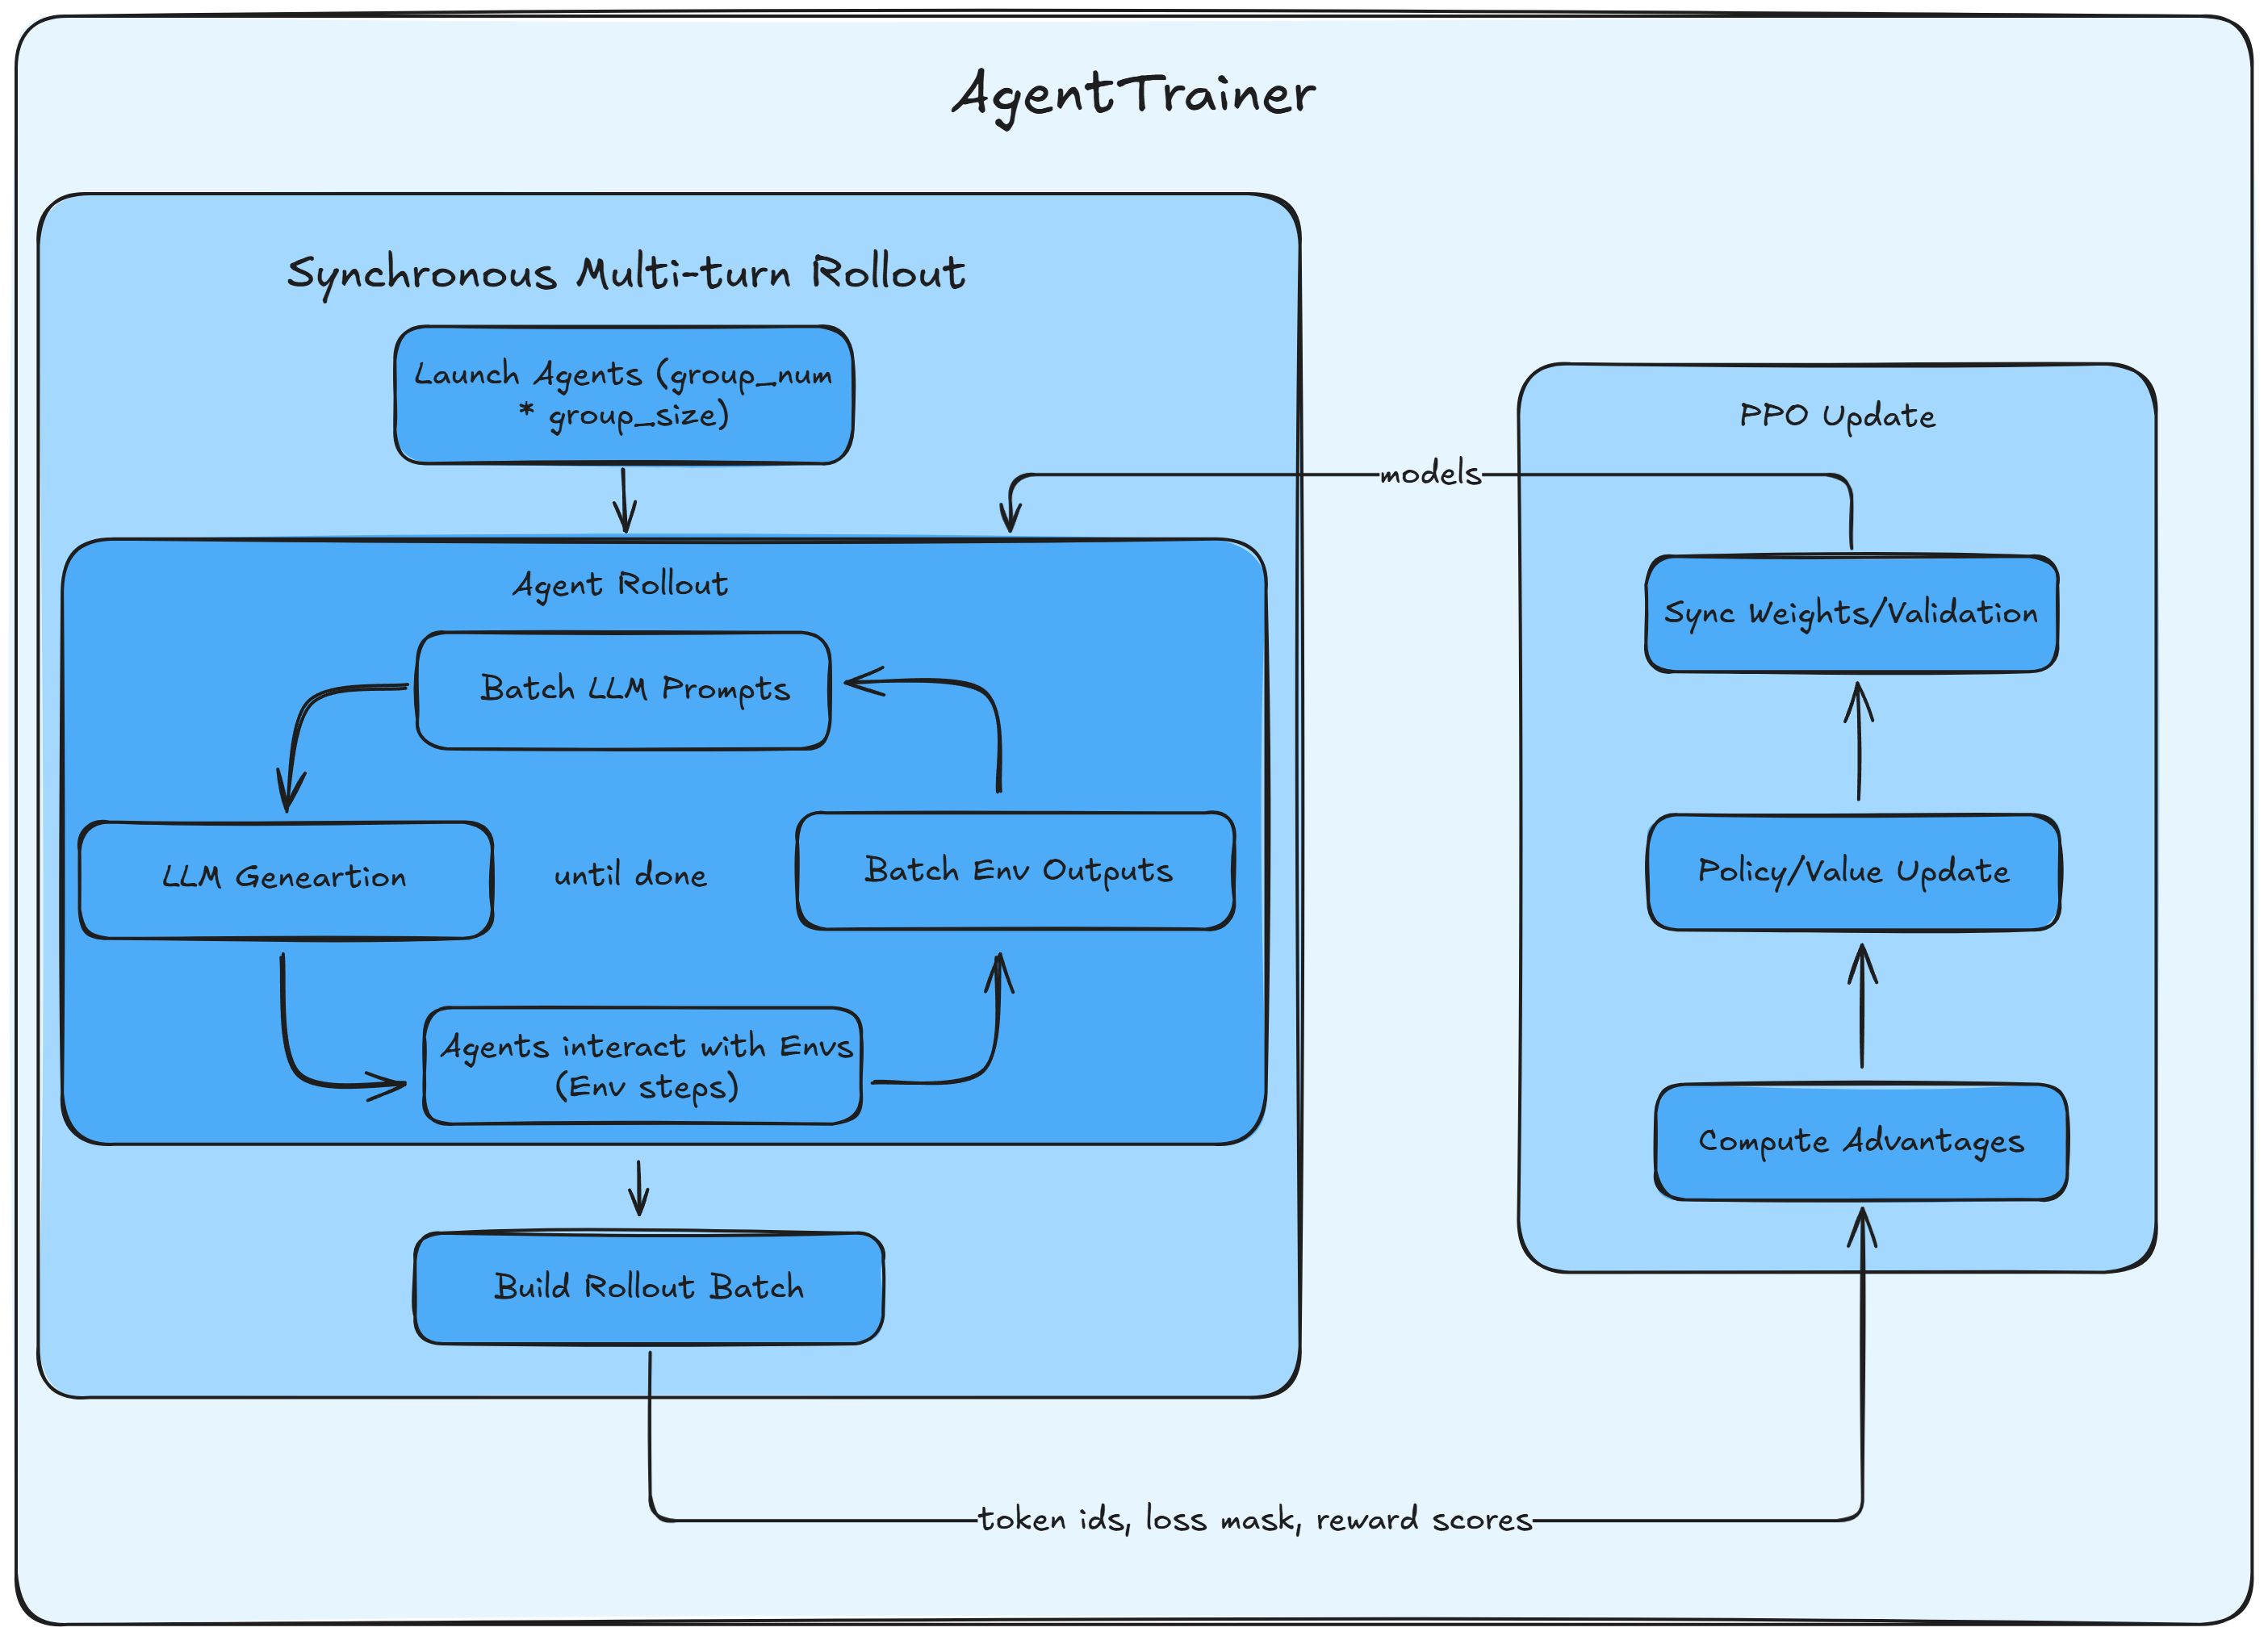 AgentTrainer
Synchronous Multi-turn Rollout
Launch Agents (group_num
* group_size)
Agent Rollout
Batch LLM Prompts
LLM Geneartion
until done
Batch Env Outputs
Agents interact with Envs
(Env steps)
Build Rollout Batch
token ids, loss mask, reward scores
models
PPO Update
Sync Weights/Validation
Policy/Value Update
Compute Advantages